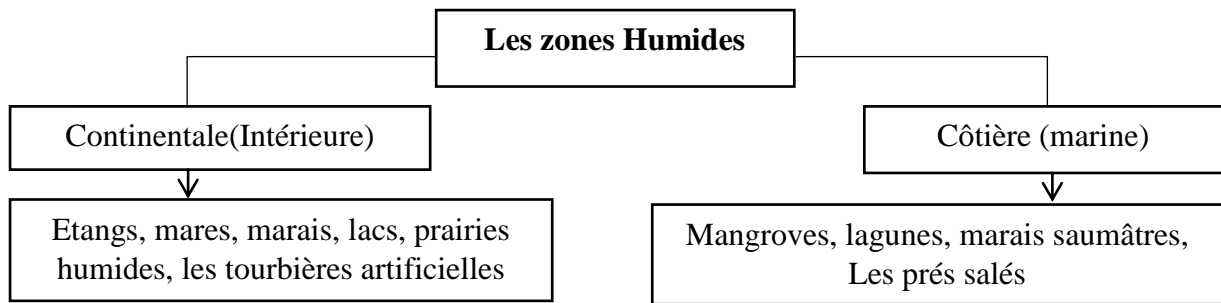 Les zones Humides
Continentale(Intérieure)
Côtière (marine)
Etangs, mares, marais, lacs, prairies
humides, les tourbières artificielles
Mangroves, lagunes, marais saumâtres,
Les prés salés